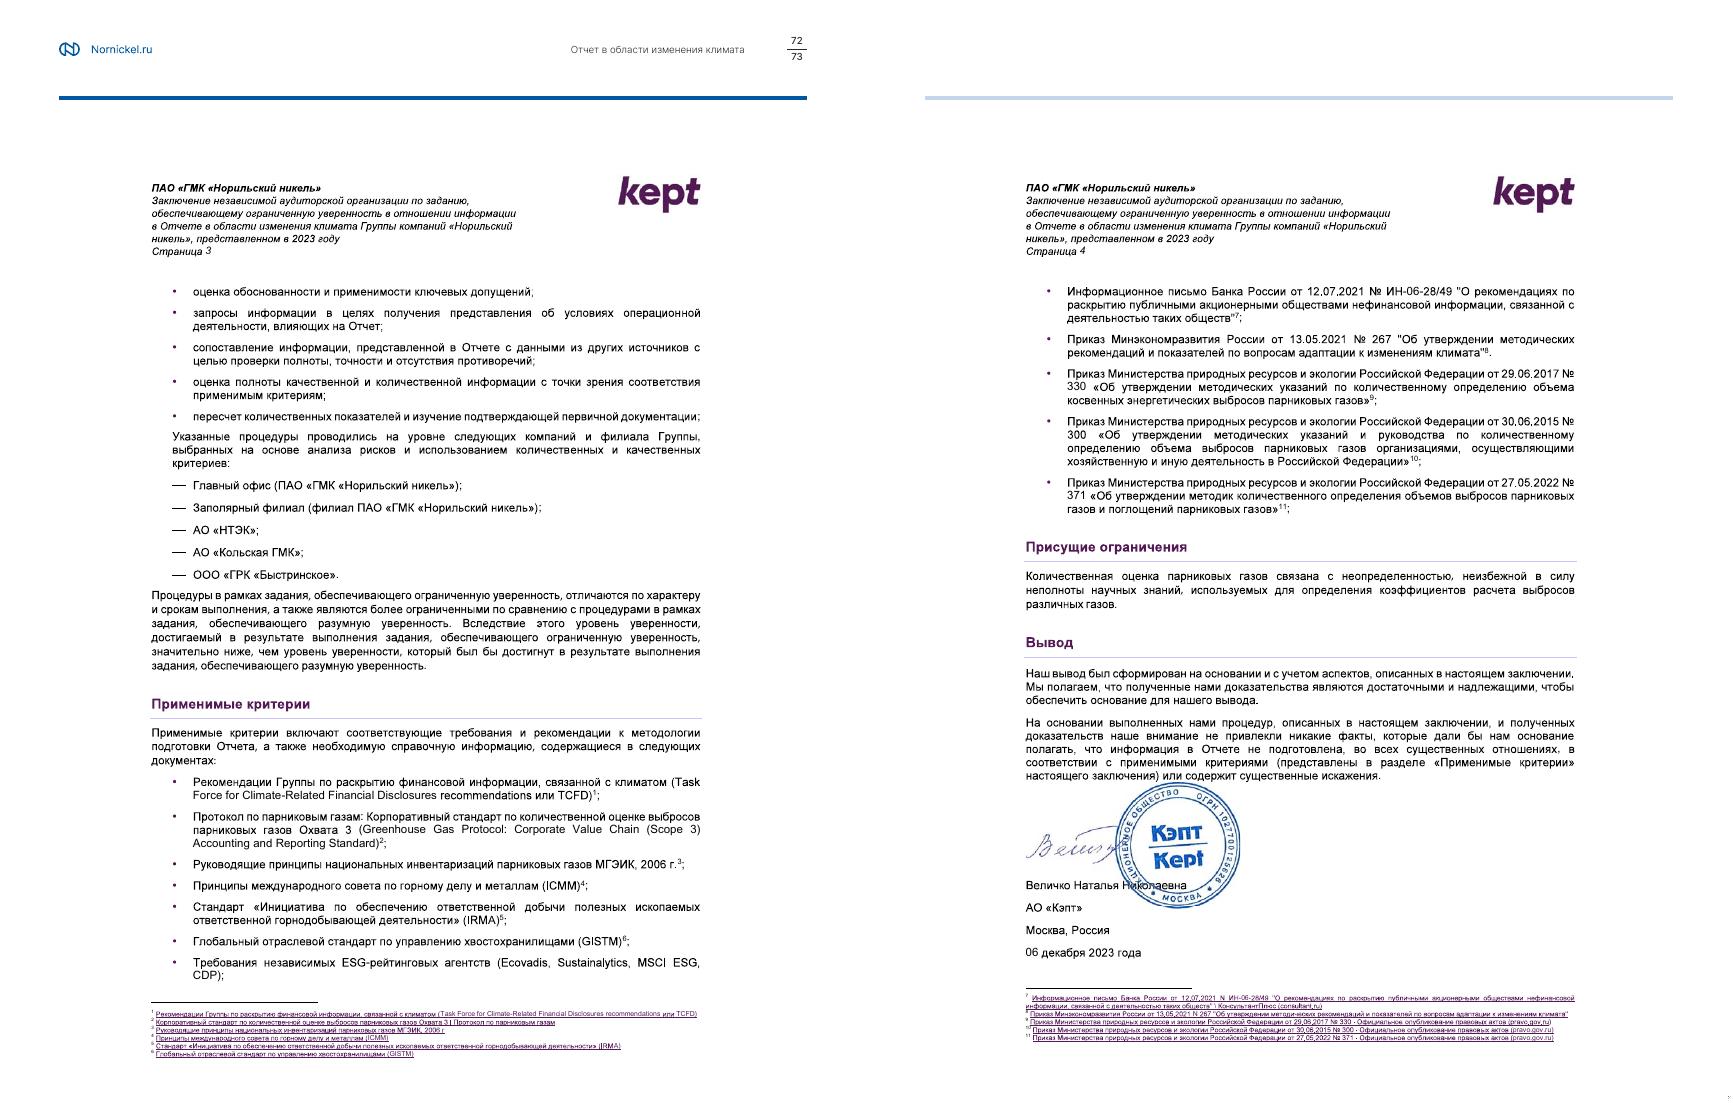 Nornickel.ru
Отчет в области изменения климата
72
73
ПАО «ГМК «Норильский никель»
Заключение независимой аудиторской организации по заданию,
обеспечивающему ограниченную уверенность в отношении информации
в Отчете в области изменения климата Группы компаний «Норильский
никель», представленном в 2023 году
Страница 3
kept
• оценка обоснованности и применимости ключевых допущений;
• запросы информации в целях получения представления об условиях операционной
деятельности, влияющих на Отчет;
• сопоставление информации, представленной в Отчете с данными из других источников с
целью проверки полноты, точности и отсутствия противоречий;
• оценка полноты качественной и количественной информации с точки зрения соответствия
применимым критериям;
• пересчет количественных показателей и изучение подтверждающей первичной документации;
Указанные процедуры проводились на уровне следующих компаний и филиала Группы,
выбранных на основе анализа рисков и использованием количественных и качественных
критериев:
— Главный офис (ПАО «ГМК «Норильский никель»);
— Заполярный филиал (филиал ПАО «ГМК «Норильский никель»);
— АО «НТЭК»;
— АО «Кольская ГМК»;
— ООО «ГРК «Быстринское».
Процедуры в рамках задания, обеспечивающего ограниченную уверенность, отличаются по характеру
и срокам выполнения, а также являются более ограниченными по сравнению с процедурами в рамках
задания, обеспечивающего разумную уверенность. Вследствие этого уровень уверенности,
достигаемый в результате выполнения задания, обеспечивающего ограниченную уверенность,
значительно ниже, чем уровень уверенности, который был бы достигнут в результате выполнения
задания, обеспечивающего разумную уверенность.
Применимые критерии
Применимые критерии включают соответствующие требования и рекомендации к методологии
подготовки Отчета, а также необходимую справочную информацию, содержащиеся в следующих
документах:
• Рекомендации Группы по раскрытию финансовой информации, связанной с климатом (Task
Force for Climate-Related Financial Disclosures recommendations или TCFD)1;
• Протокол по парниковым газам: Корпоративный стандарт по количественной оценке выбросов
парниковых газов Охвата 3 (Greenhouse Gas Protocol: Corporate Value Chain (Scope 3)
Accounting and Reporting Standard)2;
• Руководящие принципы национальных инвентаризаций парниковых газов МГЭИК, 2006 г.3;
• Принципы международного совета по горному делу и металлам (ICMM)4;
• Стандарт «Инициатива по обеспечению ответственной добычи полезных ископаемых
ответственной горнодобывающей деятельности» (IRMA)5;
• Глобальный отраслевой стандарт по управлению хвостохранилищами (GISTM)6;
• Требования независимых ESG-рейтинговых агентств (Ecovadis, Sustainalytics, MSCI ESG,
CDP);
1 Рекомендации Группы по раскрытию финансовой информации, связанной с климатом (Task Force for Climate-Related Financial Disclosures recommendations или TCFD)
2 Корпоративный стандарт по количественной оценке выбросов парниковых газов Охвата 3 | Протокол по парниковым газам
3 Руководящие принципы национальных инвентаризаций парниковых газов МГЭИК, 2006 г
4 Принципы международного совета по горному делу и металлам (ICMM)
5 Стандарт «Инициатива по обеспечению ответственной добычи полезных ископаемых ответственной горнодобывающей деятельности» (IRMA)
6 Глобальный отраслевой стандарт по управлению хвостохранилищами (GISTM)
ПАО «ГМК «Норильский никель»
Заключение независимой аудиторской организации по заданию,
обеспечивающему ограниченную уверенность в отношении информации
в Отчете в области изменения климата Группы компаний «Норильский
никель», представленном в 2023 году
Страница 4
kept
• Информационное письмо Банка России от 12.07.2021 № ИН-06-28/49 "О рекомендациях по
раскрытию публичными акционерными обществами нефинансовой информации, связанной с
деятельностью таких обществ"7;
• Приказ Минэкономразвития России от 13.05.2021 № 267 "Об утверждении методических
рекомендаций и показателей по вопросам адаптации к изменениям климата"8.
• Приказ Министерства природных ресурсов и экологии Российской Федерации от 29.06.2017 №
330 «Об утверждении методических указаний по количественному определению объема
косвенных энергетических выбросов парниковых газов»9;
• Приказ Министерства природных ресурсов и экологии Российской Федерации от 30.06.2015 №
300 «Об утверждении методических указаний и руководства по количественному
определению объема выбросов парниковых газов организациями, осуществляющими
хозяйственную и иную деятельность в Российской Федерации»10;
• Приказ Министерства природных ресурсов и экологии Российской Федерации от 27.05.2022 №
371 «Об утверждении методик количественного определения объемов выбросов парниковых
газов и поглощений парниковых газов»11;
Присущие ограничения
Количественная оценка парниковых газов связана с неопределенностью, неизбежной в силу
неполноты научных знаний, используемых для определения коэффициентов расчета выбросов
различных газов.
Вывод
Наш вывод был сформирован на основании и с учетом аспектов, описанных в настоящем заключении.
Мы полагаем, что полученные нами доказательства являются достаточными и надлежащими, чтобы
обеспечить основание для нашего вывода.
На основании выполненных нами процедур, описанных в настоящем заключении, и полученных
доказательств наше внимание не привлекли никакие факты, которые дали бы нам основание
полагать, что информация в Отчете не подготовлена, во всех существенных отношениях, в
соответствии с применимыми критериями (представлены в разделе «Применимые критерии»
настоящего заключения) или содержит существенные искажения.
АКЦИОНЕРНОЕ ОБЩЕСТВО ОГРН 1027700125628
Кэпт
Kept
★ МОСКВА ★
Величко Наталья Николаевна
АО «Кэпт»
Москва, Россия
06 декабря 2023 года
7 Информационное письмо Банка России от 12.07.2021 N ИН-06-28/49 "О рекомендациях по раскрытию публичными акционерными обществами нефинансовой
информации, связанной с деятельностью таких обществ" \ КонсультантПлюс (consultant.ru)
8 Приказ Минэкономразвития России от 13.05.2021 N 267 "Об утверждении методических рекомендаций и показателей по вопросам адаптации к изменениям климата"
9 Приказ Министерства природных ресурсов и экологии Российской Федерации от 29.06.2017 № 330 · Официальное опубликование правовых актов (pravo.gov.ru)
10 Приказ Министерства природных ресурсов и экологии Российской Федерации от 30.06.2015 № 300 · Официальное опубликование правовых актов (pravo.gov.ru)
11 Приказ Министерства природных ресурсов и экологии Российской Федерации от 27.05.2022 № 371 · Официальное опубликование правовых актов (pravo.gov.ru)